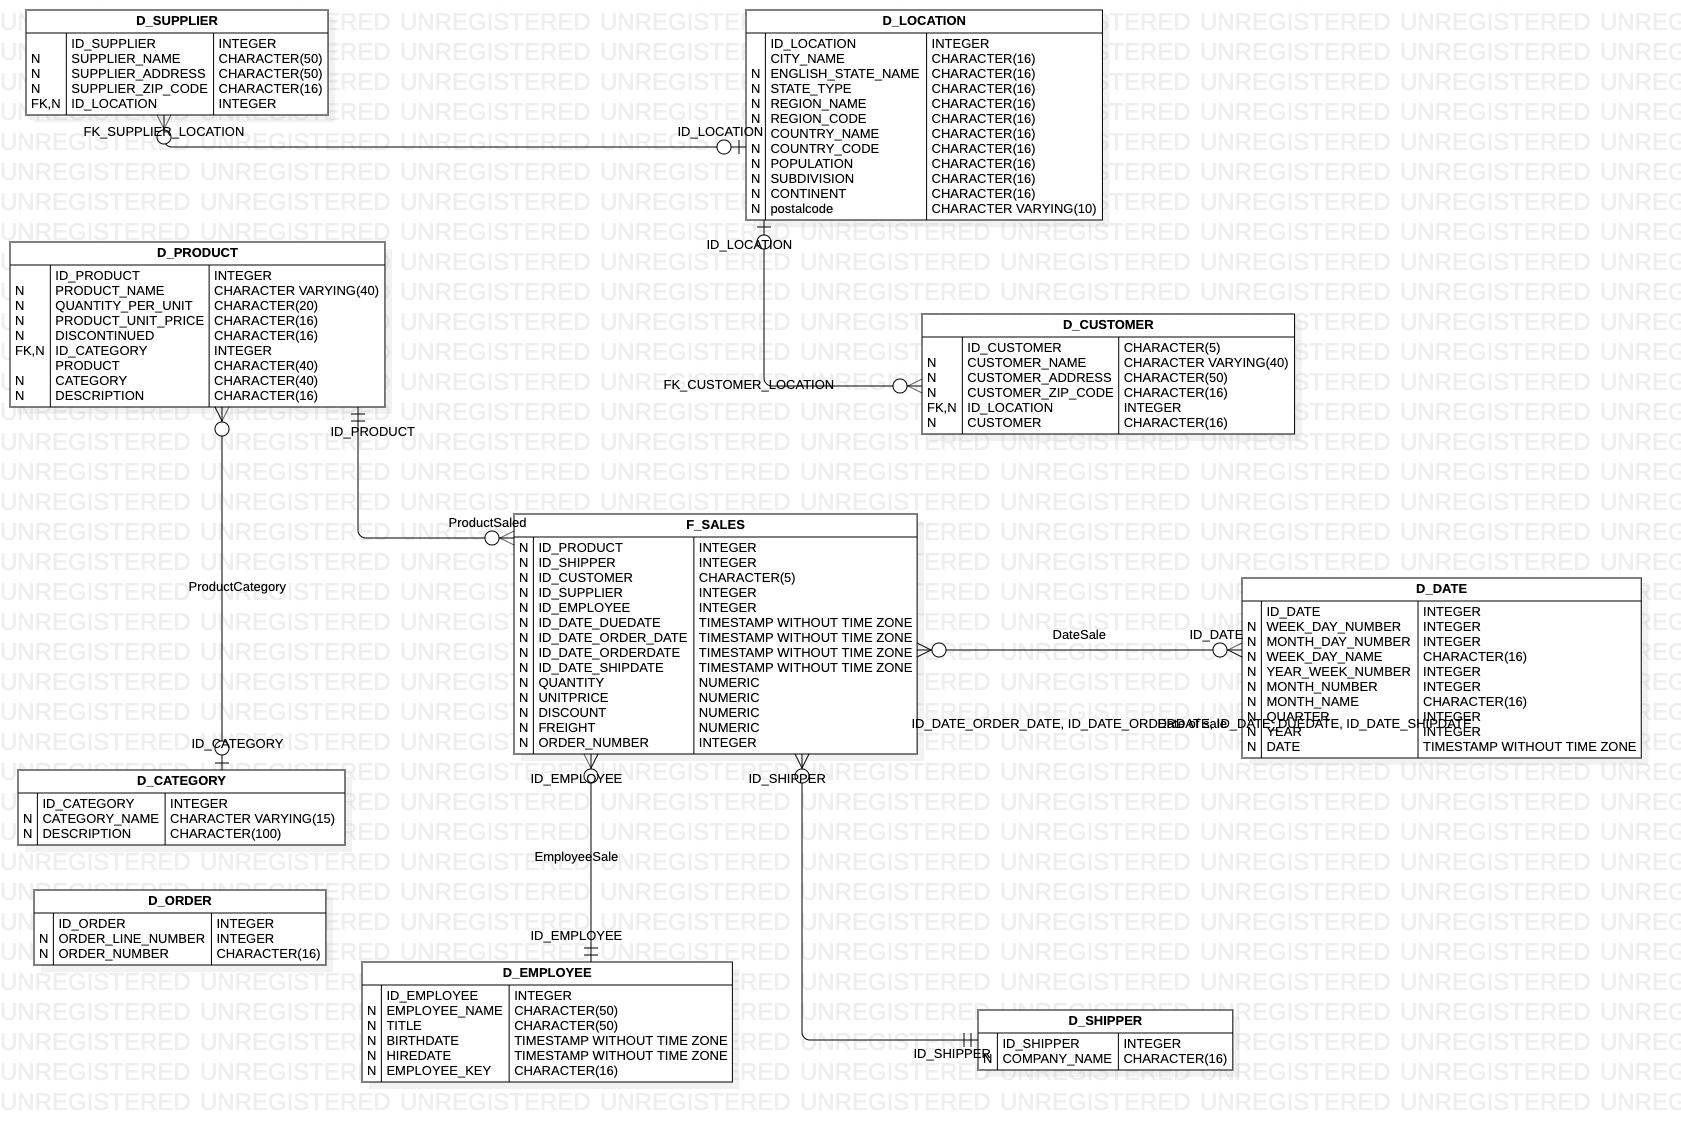 D_SUPPLIER
ID_SUPPLIER INTEGER
N SUPPLIER_NAME CHARACTER(50)
N SUPPLIER_ADDRESS CHARACTER(50)
N SUPPLIER_ZIP_CODE CHARACTER(16)
FK,N ID_LOCATION INTEGER
FK_SUPPLIER_LOCATION
ID_LOCATION
D_LOCATION
ID_LOCATION INTEGER
CITY_NAME CHARACTER(16)
N ENGLISH_STATE_NAME CHARACTER(16)
N STATE_TYPE CHARACTER(16)
N REGION_NAME CHARACTER(16)
N REGION_CODE CHARACTER(16)
N COUNTRY_NAME CHARACTER(16)
N COUNTRY_CODE CHARACTER(16)
N POPULATION CHARACTER(16)
N SUBDIVISION CHARACTER(16)
N CONTINENT CHARACTER(16)
N postalcode CHARACTER VARYING(10)
ID_LOCATION
D_PRODUCT
ID_PRODUCT INTEGER
N PRODUCT_NAME CHARACTER VARYING(40)
N QUANTITY_PER_UNIT CHARACTER(20)
N PRODUCT_UNIT_PRICE CHARACTER(16)
N DISCONTINUED CHARACTER(16)
FK,N ID_CATEGORY INTEGER
PRODUCT CHARACTER(40)
N CATEGORY CHARACTER(40)
N DESCRIPTION CHARACTER(16)
ID_PRODUCT
FK_CUSTOMER_LOCATION
D_CUSTOMER
ID_CUSTOMER CHARACTER(5)
N CUSTOMER_NAME CHARACTER VARYING(40)
N CUSTOMER_ADDRESS CHARACTER(50)
N CUSTOMER_ZIP_CODE CHARACTER(16)
FK,N ID_LOCATION INTEGER
N CUSTOMER CHARACTER(16)
ProductSaled
F_SALES
N ID_PRODUCT INTEGER
N ID_SHIPPER INTEGER
N ID_CUSTOMER CHARACTER(5)
N ID_SUPPLIER INTEGER
N ID_EMPLOYEE INTEGER
N ID_DATE_DUEDATE TIMESTAMP WITHOUT TIME ZONE
N ID_DATE_ORDER_DATE TIMESTAMP WITHOUT TIME ZONE
N ID_DATE_ORDERDATE TIMESTAMP WITHOUT TIME ZONE
N ID_DATE_SHIPDATE TIMESTAMP WITHOUT TIME ZONE
N QUANTITY NUMERIC
N UNITPRICE NUMERIC
N DISCOUNT NUMERIC
N FREIGHT NUMERIC
N ORDER_NUMBER INTEGER
DateSale
ID_DATE
ID_DATE_ORDER_DATE, ID_DATE_ORDERDATE, ID_DATE_DUEDATE, ID_DATE_SHIPDATE
Date of sale
D_DATE
ID_DATE INTEGER
N WEEK_DAY_NUMBER INTEGER
N MONTH_DAY_NUMBER INTEGER
N WEEK_DAY_NAME CHARACTER(16)
N YEAR_WEEK_NUMBER INTEGER
N MONTH_NUMBER INTEGER
N MONTH_NAME CHARACTER(16)
N QUARTER INTEGER
N YEAR INTEGER
N DATE TIMESTAMP WITHOUT TIME ZONE
ProductCategory
ID_CATEGORY
D_CATEGORY
ID_CATEGORY INTEGER
N CATEGORY_NAME CHARACTER VARYING(15)
N DESCRIPTION CHARACTER(100)
ID_EMPLOYEE
ID_SHIPPER
EmployeeSale
ID_EMPLOYEE
D_ORDER
ID_ORDER INTEGER
N ORDER_LINE_NUMBER INTEGER
N ORDER_NUMBER CHARACTER(16)
D_EMPLOYEE
ID_EMPLOYEE INTEGER
N EMPLOYEE_NAME CHARACTER(50)
N TITLE CHARACTER(50)
N BIRTHDATE TIMESTAMP WITHOUT TIME ZONE
N HIREDATE TIMESTAMP WITHOUT TIME ZONE
N EMPLOYEE_KEY CHARACTER(16)
ID_SHIPPER
D_SHIPPER
ID_SHIPPER INTEGER
N COMPANY_NAME CHARACTER(16)
UNREGISTERED